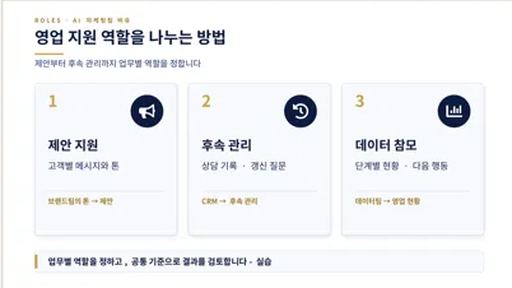 ROLES · AI 마케팅팀 비유
영업 지원 역할을 나누는 방법
제안부터 후속 관리까지 업무별 역할을 정합니다
1
제안 지원
고객별 메시지와 톤
브랜드팀의 톤 → 제안
2
후속 관리
상담 기록 · 갱신 질문
CRM → 후속 관리
3
데이터 참모
단계별 현황 · 다음 행동
데이터팀 → 영업 현황
업무별 역할을 정하고 , 공통 기준으로 결과를 검토합니다 - 실습